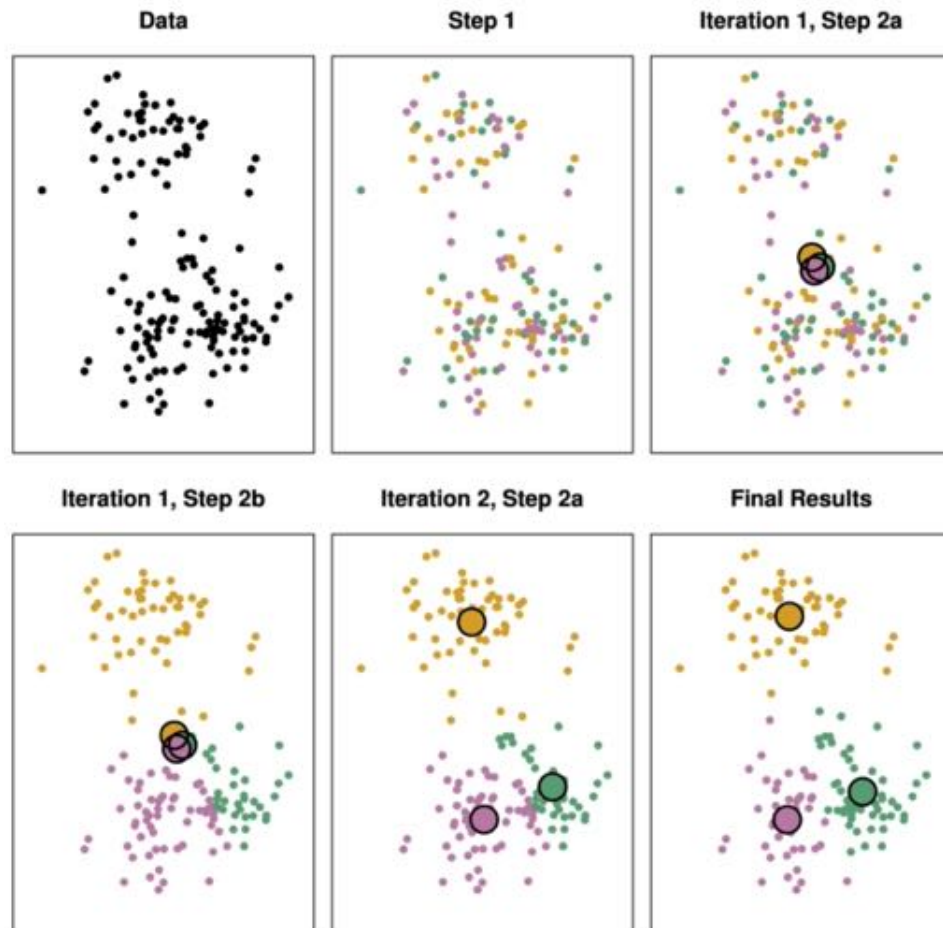 Data
Step 1
Iteration 1, Step 2a
Iteration 1, Step 2b
Iteration 2, Step 2a
Final Results